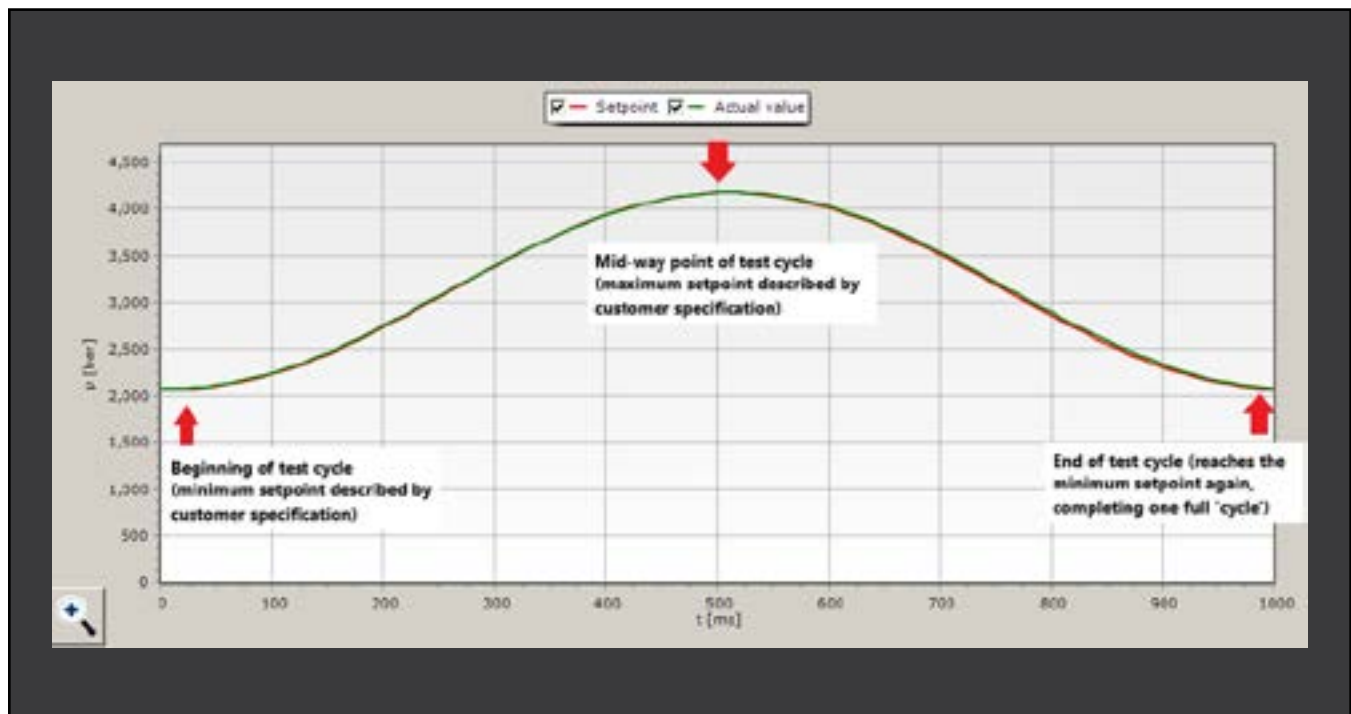 Setpoint Actual value
4,500
4,000
3,500
3,000
2,500
2,000
1,500
1,000
500
0
p [bar]
Mid-way point of test cycle
(maximum setpoint described by
customer specification)
Beginning of test cycle
(minimum setpoint described by
customer specification)
End of test cycle (reaches the
minimum setpoint again,
completing one full 'cycle')
0 100 200 300 400 500 600 700 800 900 1000
t [ms]